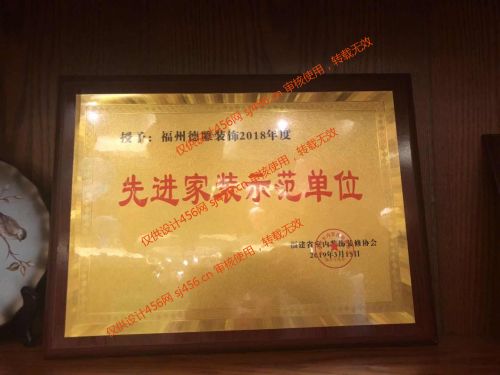 授予：福州德曈装饰2018年度
先进家装示范单位
福建省室内装饰装修协会
2019年3月15日
仅供设计456网 sj456.cn 审核使用，转载无效
仅供设计456网 sj456.cn 审核使用，转载无效
仅供设计456网 sj456.cn 审核使用，转载无效